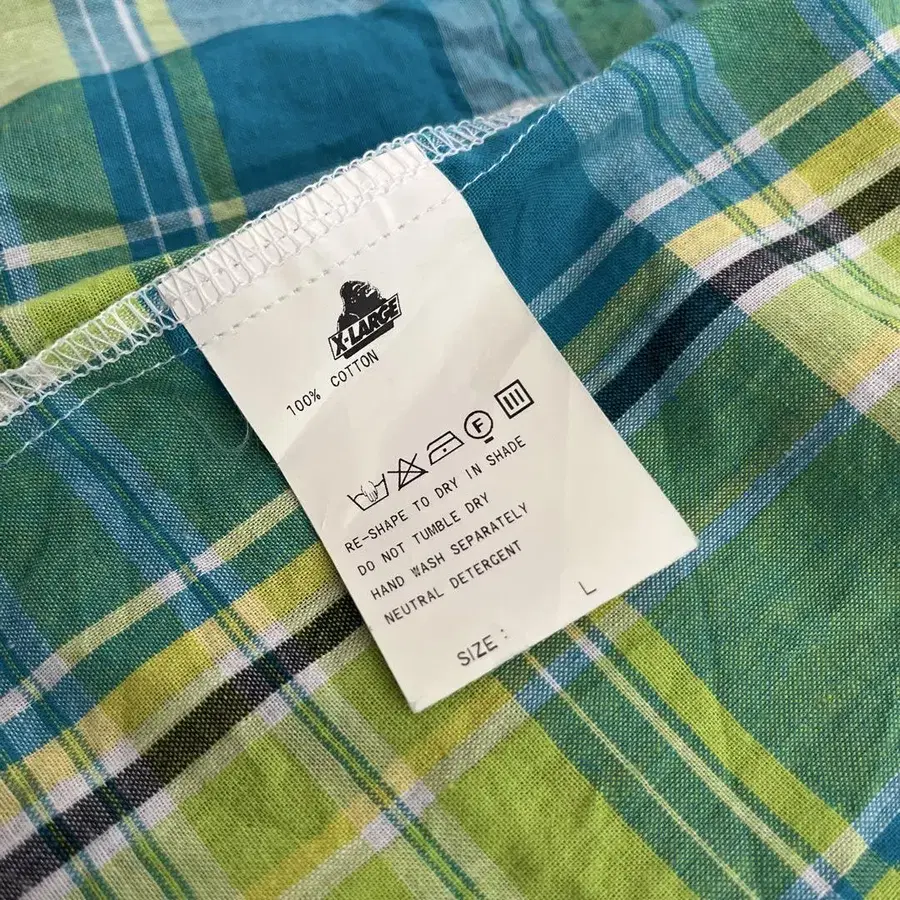 X-LARGE
100% COTTON
F
RE-SHAPE TO DRY IN SHADE
DO NOT TUMBLE DRY
HAND WASH SEPARATELY
NEUTRAL DETERGENT
SIZE : L